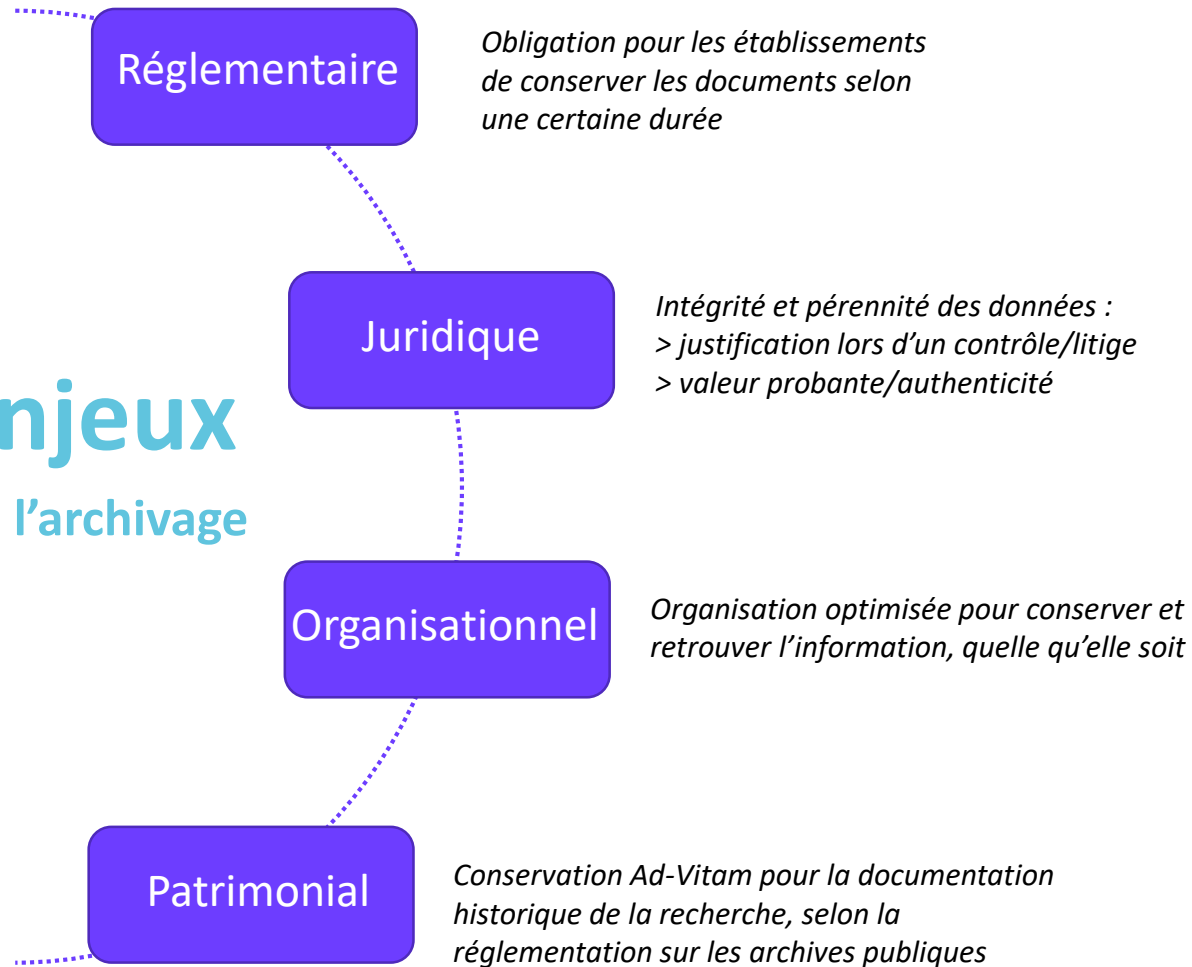 Réglementaire
Obligation pour les établissements
de conserver les documents selon
une certaine durée
Juridique
Intégrité et pérennité des données :
> justification lors d’un contrôle/litige
> valeur probante/authenticité
njeux
l’archivage
Organisationnel
Organisation optimisée pour conserver et
retrouver l’information, quelle qu’elle soit
Patrimonial
Conservation Ad-Vitam pour la documentation
historique de la recherche, selon la
réglementation sur les archives publiques